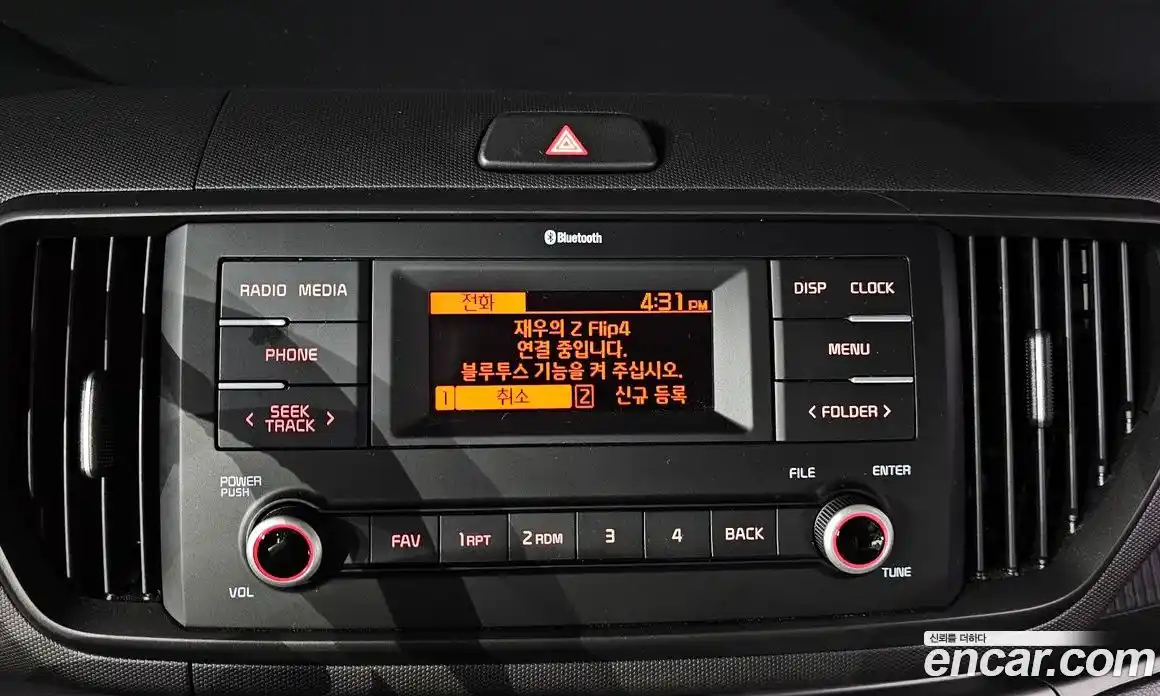 Bluetooth
RADIO MEDIA
PHONE
< SEEK TRACK >
전화 4:31 PM
재우의 Z Flip4
연결 중입니다.
블루투스 기능을 켜 주십시오.
1 취소 2 신규 등록
DISP CLOCK
MENU
< FOLDER >
POWER
PUSH
VOL
FAV 1 RPT 2 RDM 3 4 BACK
FILE ENTER
TUNE
신뢰를 더하다
encar.com